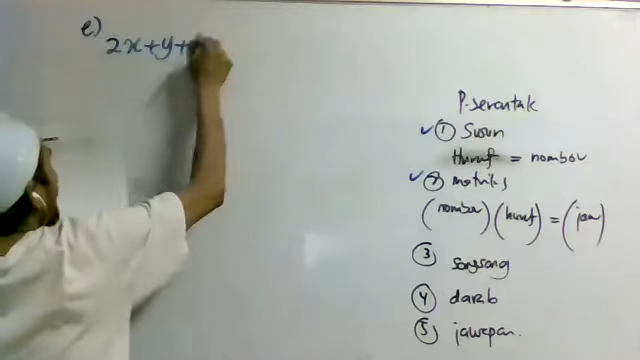 e) 2x+y+
P. serentak
✓ ① Susun
Huruf = nombor
✓ ② matriks
(nombor) (huruf) = (jaw)
③ songsang
④ darab
⑤ jawapan.